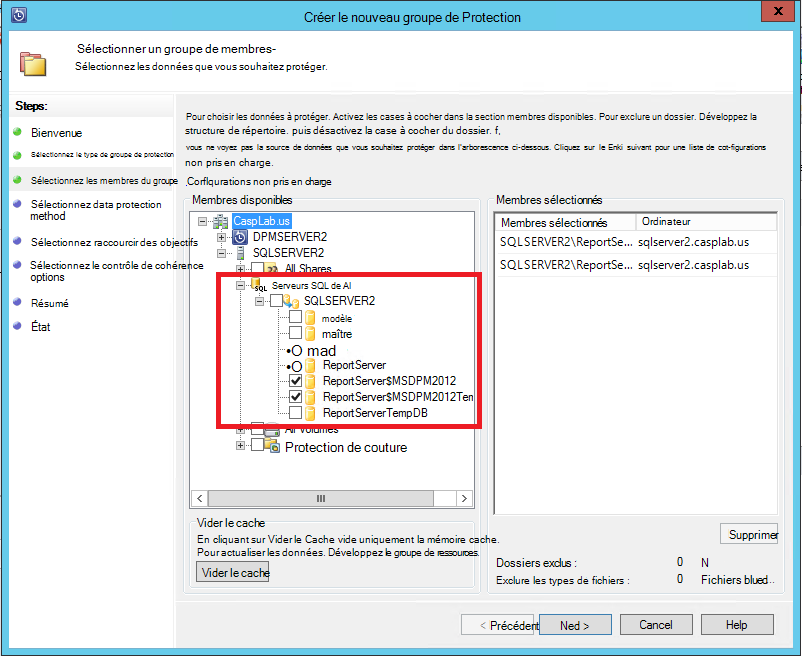 Créer le nouveau groupe de Protection
x
Sélectionner un groupe de membres-
Sélectionnez les données que vous souhaitez protéger.
Steps:
Bienvenue
Sélectionnez le type de groupe de protection
Sélectionnez les membres du groupe
Sélectionnez data protection
method
Sélectionnez raccourcir des objectifs
Sélectionnez le contrôle de cohérence
options
Résumé
État
Pour choisir les données à protéger. Activez les cases à cocher dans la section membres disponibles. Pour exclure un dossier. Développez la
structure de répertoire. puis désactivez la case à cocher du dossier. f,
vous ne voyez pas la source de données que vous souhaitez protéger dans l'arborescence ci-dessous. Cliquez sur le Enki suivant pour une liste de cot-figurations
non pris en charge.
Corflqurations non pris en charge
Membres disponibles
CaspLab.us
DPMSERVER2
SQLSERVER2
All Shares
Serveurs SQL de Al
SQLSERVER2
modèle
maître
•O mad
•O ReportServer
ReportServer$MSDPM2012
ReportServer$MSDPM2012Tem
ReportServerTempDB
All Volumes
Protection de couture
Vider le cache
En cliquant sur Vider le Cache vide uniquement la mémoire cache.
Pour actualiser les données. Développez le groupe de ressources.
Vider le cache
Membres sélectionnés
Membres sélectionnés Ordinateur
SQLSERVER2\ReportSe... sqlserver2.casplab.us
SQLSERVER2\ReportSe... sqlserver2.casplab.us
Supprimer
Dossiers exclus : 0 N
Exclure les types de fichiers : 0 Fichiers blued..
< Précédent
Ned >
Cancel
Help